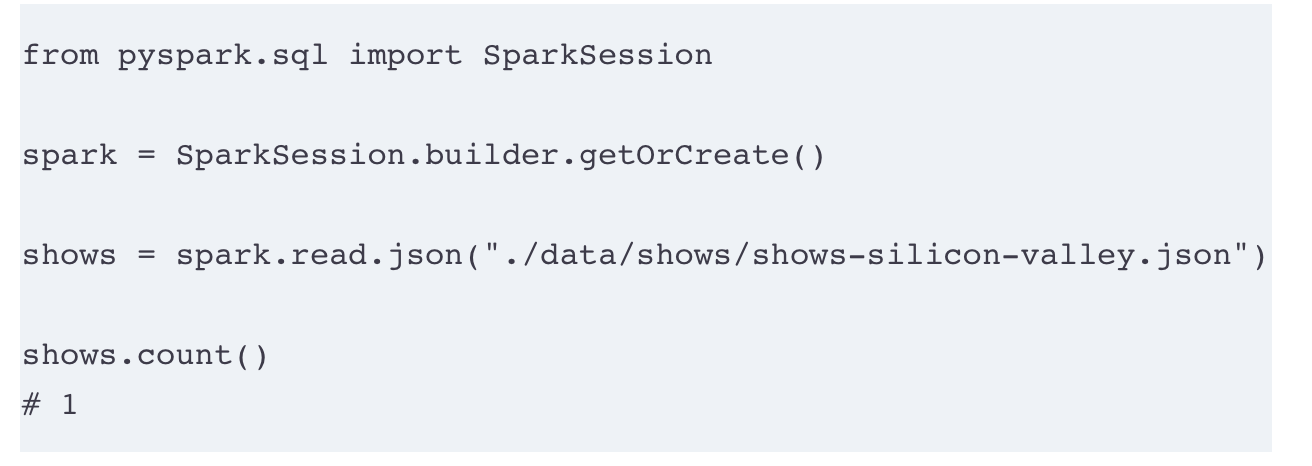 from pyspark.sql import SparkSession
spark = SparkSession.builder.getOrCreate()
shows = spark.read.json("./data/shows/shows-silicon-valley.json")
shows.count()
# 1